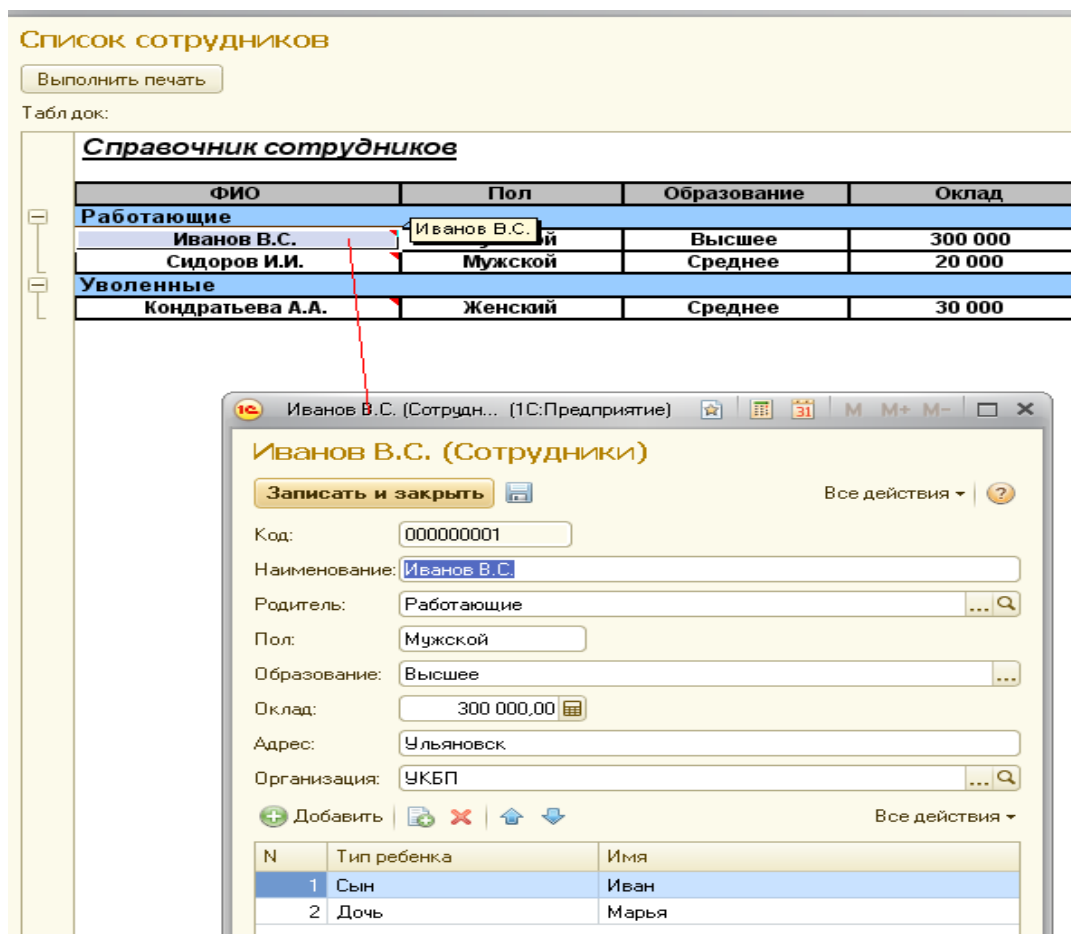 Список сотрудников
Выполнить печать
Табл док:
Справочник сотрудников
ФИО Пол Образование Оклад
Работающие
Иванов В.С.
Иванов В.С. й Высшее 300 000
Сидоров И.И. Мужской Среднее 20 000
Уволенные
Кондратьева А.А. Женский Среднее 30 000
1С Иванов В.С. (Сотрудн... (1С:Предприятие) 31 M M+ M-
Иванов В.С. (Сотрудники)
Записать и закрыть Все действия ?
Код: 000000001
Наименование: Иванов В.С.
Родитель: Работающие ...
Пол: Мужской
Образование: Высшее ...
Оклад: 300 000,00
Адрес: Ульяновск
Организация: УКБП ...
Добавить Все действия
N Тип ребенка Имя
1 Сын Иван
2 Дочь Марья